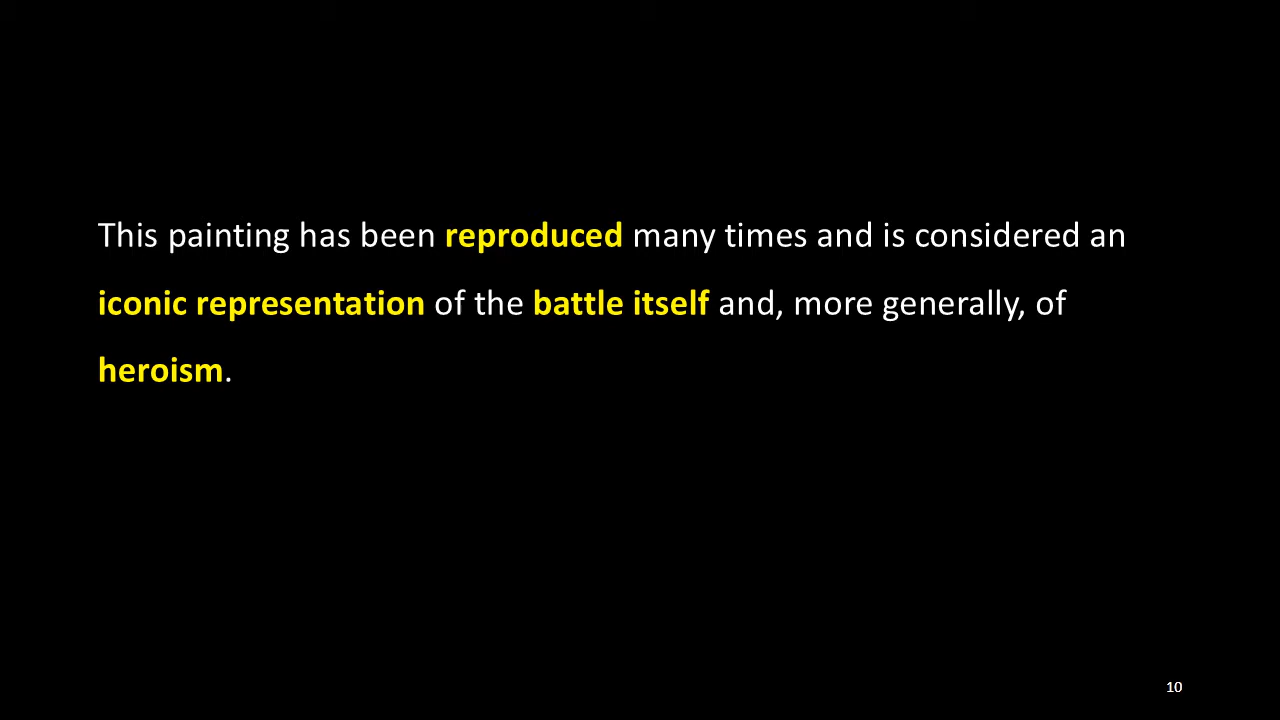 This painting has been reproduced many times and is considered an
iconic representation of the battle itself and, more generally, of
heroism.
10